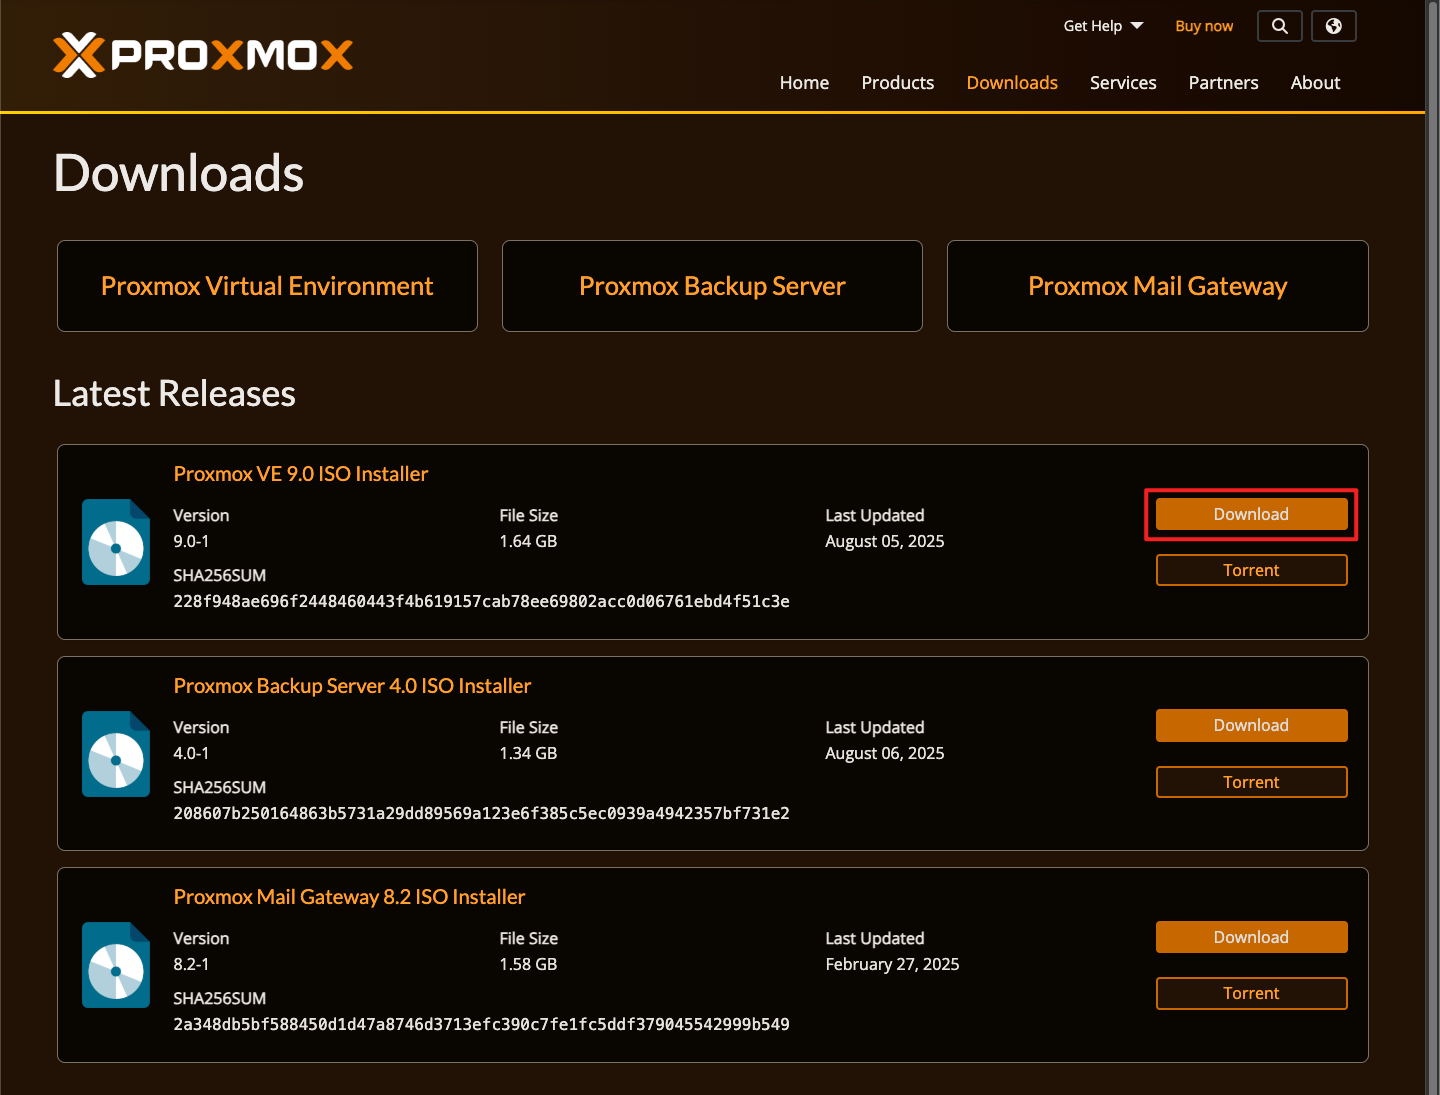 Get Help Buy now
PROXMOX
Home Products Downloads Services Partners About
Downloads
Proxmox Virtual Environment Proxmox Backup Server Proxmox Mail Gateway
Latest Releases
Proxmox VE 9.0 ISO Installer
Version File Size Last Updated Download
9.0-1 1.64 GB August 05, 2025
SHA256SUM Torrent
228f948ae696f2448460443f4b619157cab78ee69802acc0d06761ebd4f51c3e
Proxmox Backup Server 4.0 ISO Installer
Version File Size Last Updated Download
4.0-1 1.34 GB August 06, 2025
SHA256SUM Torrent
208607b250164863b5731a29dd89569a123e6f385c5ec0939a4942357bf731e2
Proxmox Mail Gateway 8.2 ISO Installer
Version File Size Last Updated Download
8.2-1 1.58 GB February 27, 2025
SHA256SUM Torrent
2a348db5bf588450d1d47a8746d3713efc390c7fe1fc5ddf379045542999b549